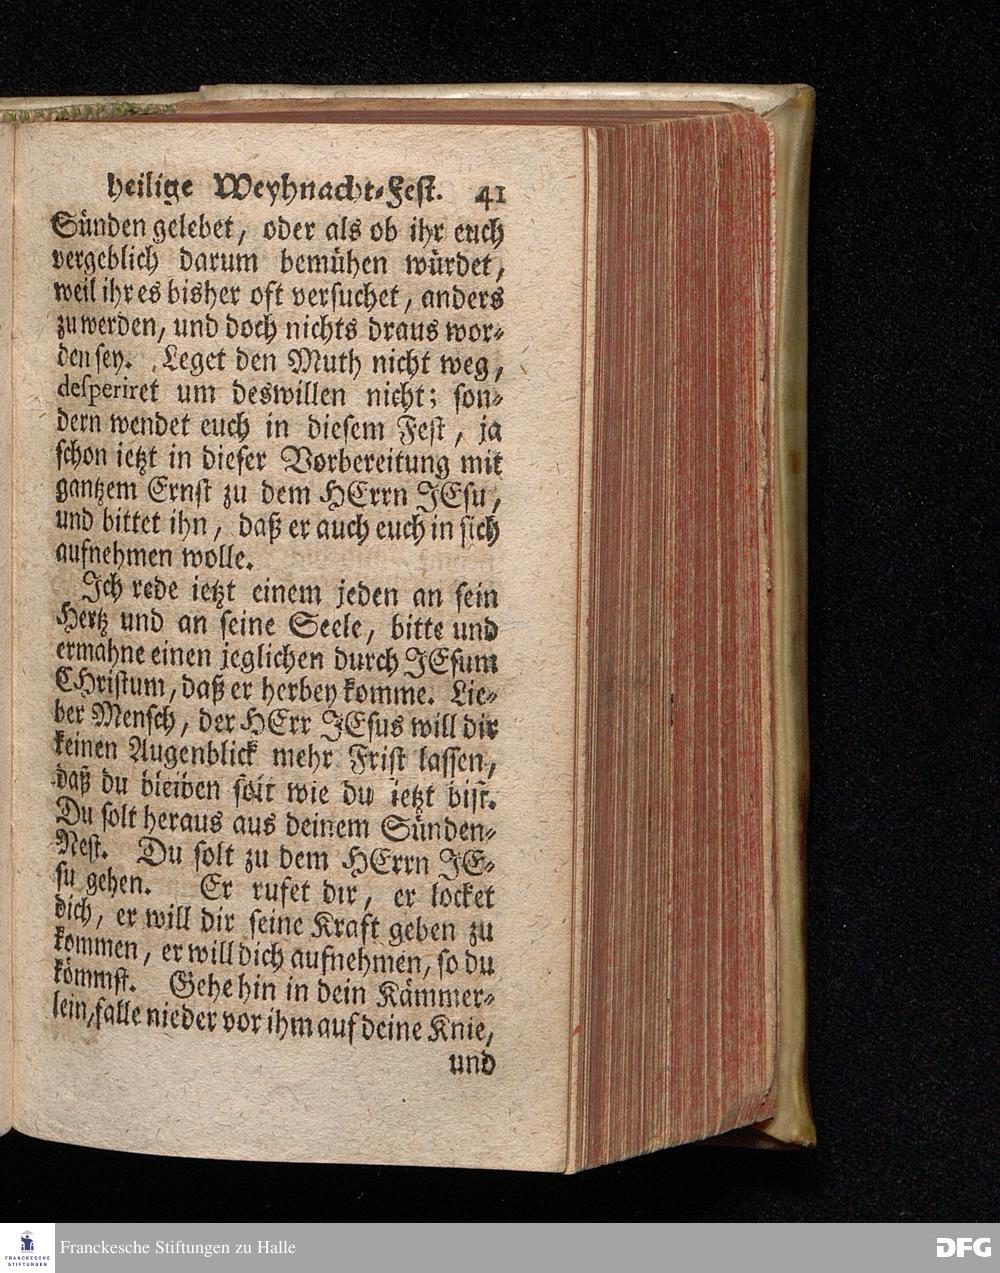 heilige Weyhnacht-Fest. 41
Sünden gelebet, oder als ob ihr euch
vergeblich darum bemühen würdet,
weil ihr es bisher oft versuchet, anders
zu werden, und doch nichts draus wor-
den sey. Leget den Muth nicht weg,
desperiret um deswillen nicht; son-
dern wendet euch in diesem Fest, ja
schon ietzt in dieser Vorbereitung mit
gantzem Ernst zu dem HErrn JEsu,
und bittet ihn, daß er auch euch in sich
aufnehmen wolle.
Ich rede ietzt einem jeden an sein
Hertz und an seine Seele, bitte und
ermahne einen jeglichen durch JEsum
CHristum, daß er herbey komme. Lie-
ber Mensch, der HErr JEsus will dir
keinen Augenblick mehr Frist lassen,
daß du bleiben solt wie du ietzt bist.
Du solt heraus aus deinem Sünden-
Nest. Du solt zu dem HErrn JE-
su gehen. Er rufet dir, er locket
dich, er will dir seine Kraft geben zu
kommen, er will dich aufnehmen, so du
kömmst. Gehe hin in dein Kämmer-
lein, falle nieder vor ihm auf deine Knie,
und
FRANCKESCHE
STIFTUNGEN
Franckesche Stiftungen zu Halle
DFG